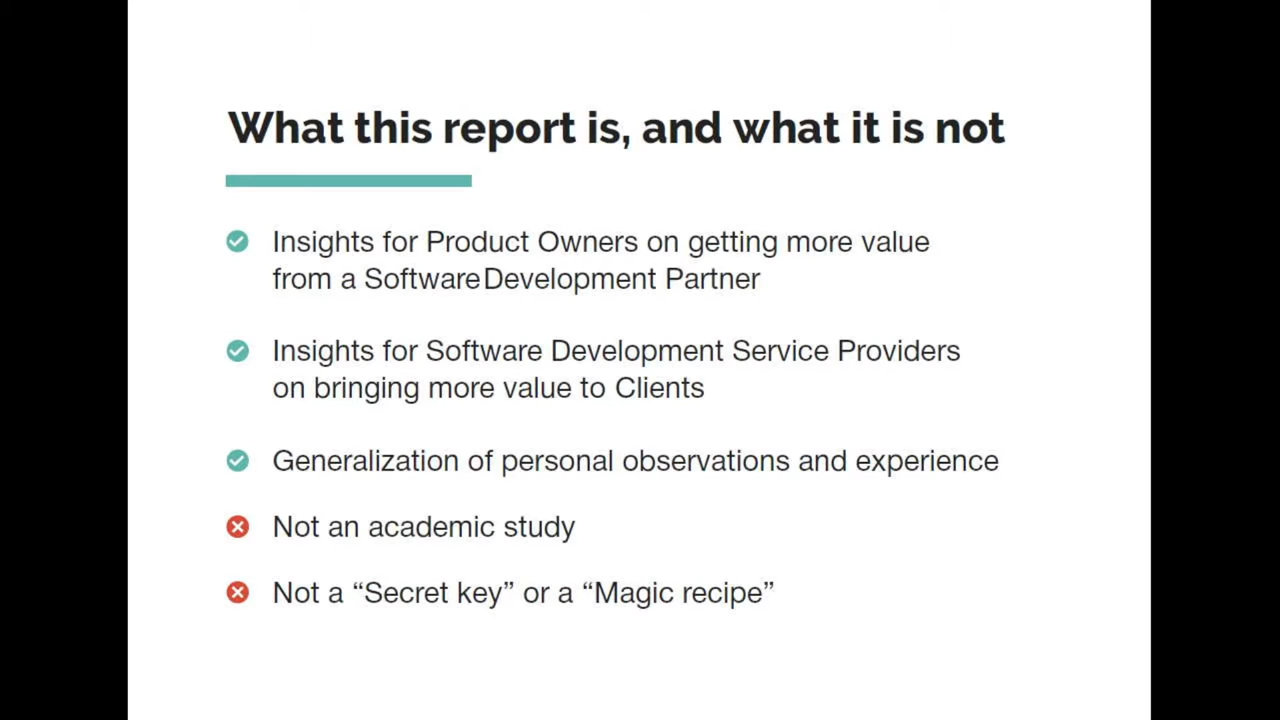 What this report is, and what it is not
Insights for Product Owners on getting more value
from a Software Development Partner
Insights for Software Development Service Providers
on bringing more value to Clients
Generalization of personal observations and experience
Not an academic study
Not a “Secret key” or a “Magic recipe”